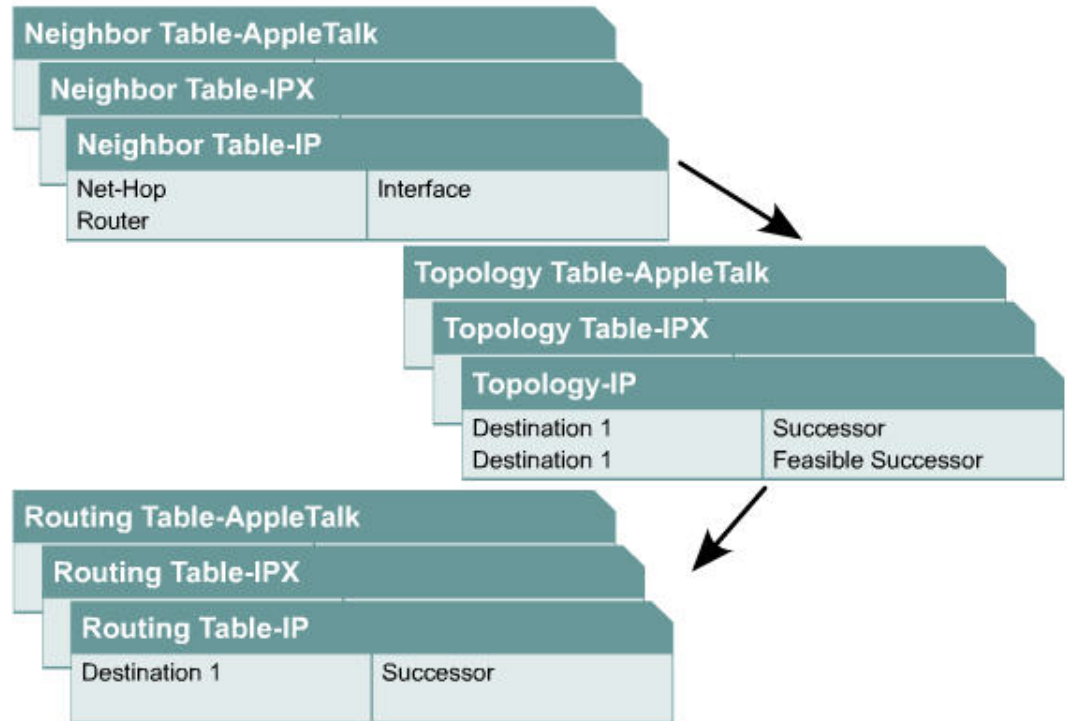 Neighbor Table-AppleTalk
Neighbor Table-IPX
Neighbor Table-IP
Net-Hop Interface
Router
Topology Table-AppleTalk
Topology Table-IPX
Topology-IP
Destination 1 Successor
Destination 1 Feasible Successor
Routing Table-AppleTalk
Routing Table-IPX
Routing Table-IP
Destination 1 Successor